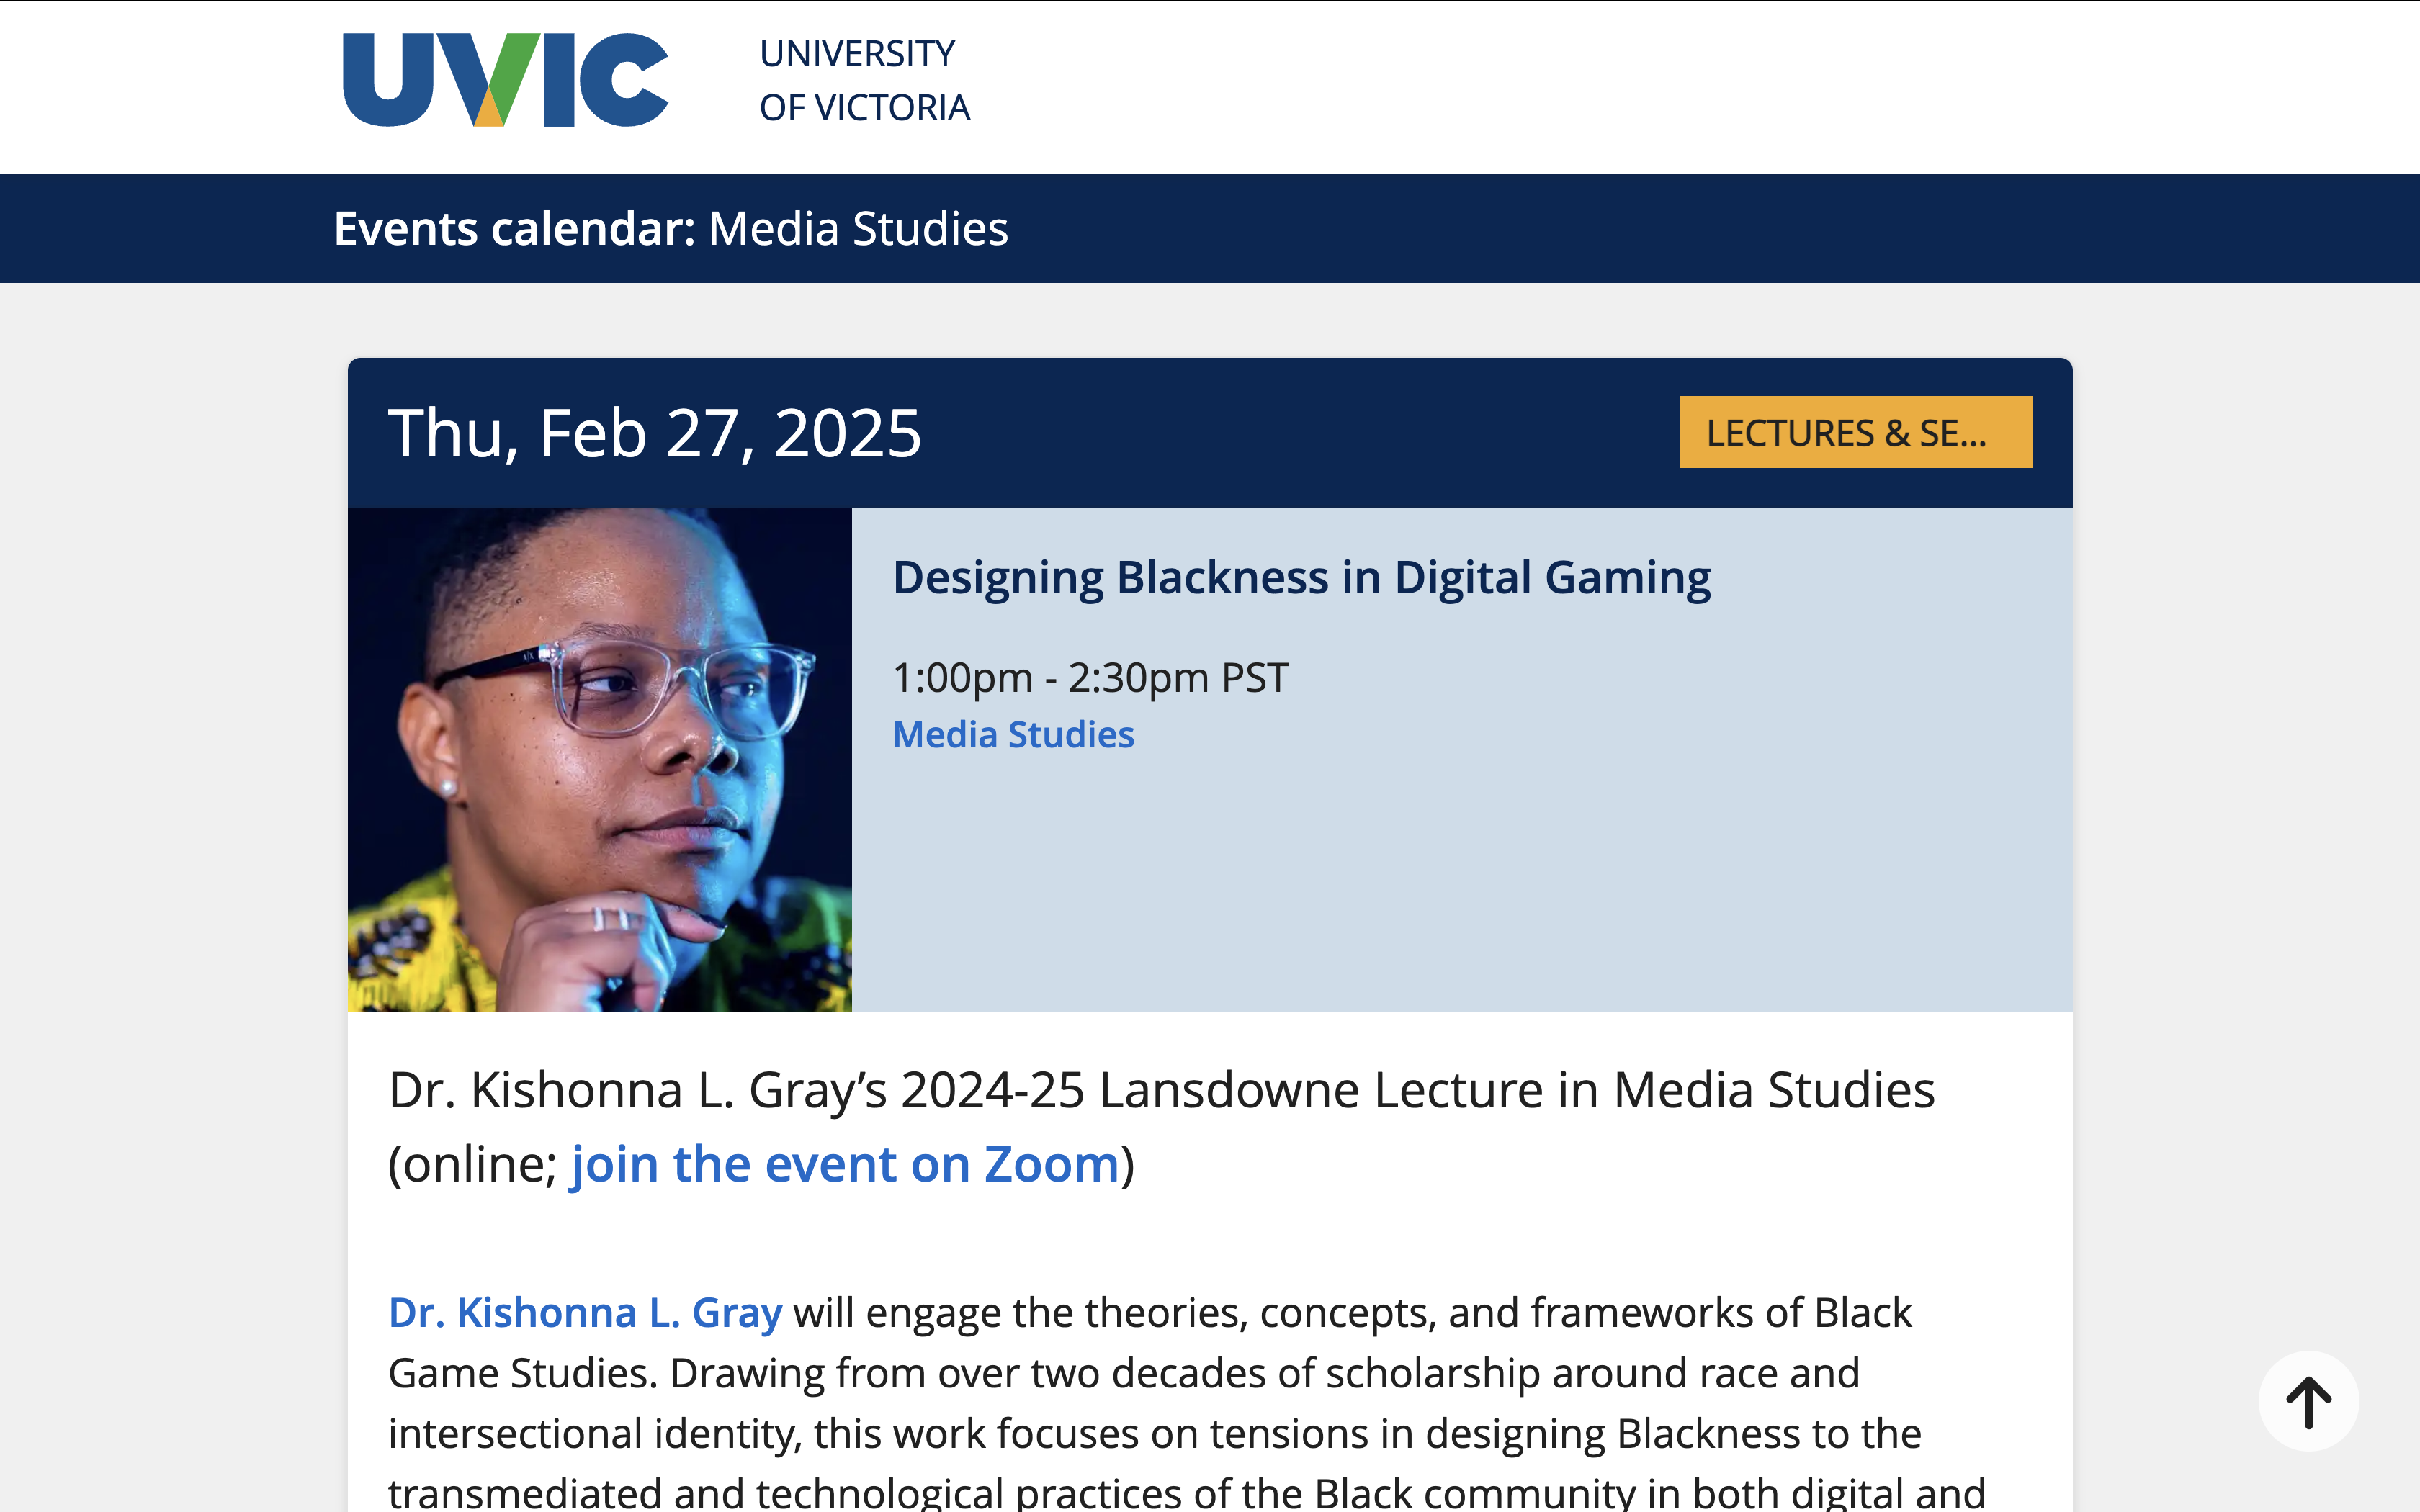 UVIC
UNIVERSITY
OF VICTORIA
Events calendar: Media Studies
Thu, Feb 27, 2025
LECTURES & SE...
Designing Blackness in Digital Gaming
1:00pm - 2:30pm PST
Media Studies
Dr. Kishonna L. Gray’s 2024-25 Lansdowne Lecture in Media Studies
(online; join the event on Zoom)
Dr. Kishonna L. Gray will engage the theories, concepts, and frameworks of Black
Game Studies. Drawing from over two decades of scholarship around race and
intersectional identity, this work focuses on tensions in designing Blackness to the
transmediated and technological practices of the Black community in both digital and